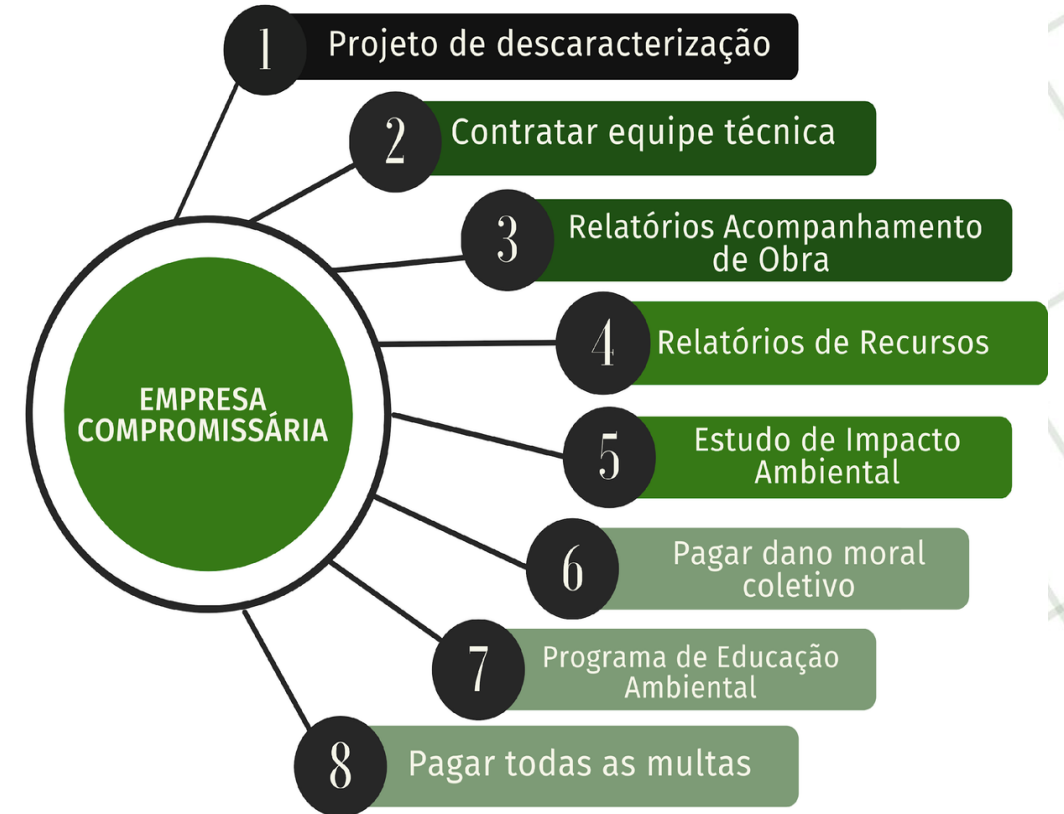 1
Projeto de descaracterização
2
Contratar equipe técnica
3
Relatórios Acompanhamento
de Obra
4
Relatórios de Recursos
EMPRESA
COMPROMISSÁRIA
5
Estudo de Impacto
Ambiental
6
Pagar dano moral
coletivo
7
Programa de Educação
Ambiental
8
Pagar todas as multas